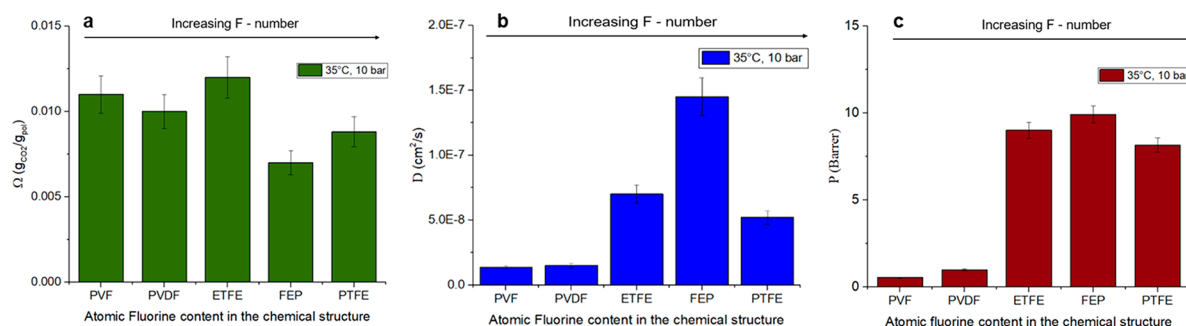 a
Increasing F - number
35°C, 10 bar
0.015
0.010
0.005
0.000
Ω (gCO2/gpol)
PVF PVDF ETFE FEP PTFE
Atomic Fluorine content in the chemical structure
b
Increasing F - number
35°C, 10 bar
2.0E-7
1.5E-7
1.0E-7
5.0E-8
0.0
D (cm²/s)
PVF PVDF ETFE FEP PTFE
Atomic Fluorine content in the chemical structure
c
Increasing F - number
35°C, 10 bar
15
10
5
0
P (Barrer)
PVF PVDF ETFE FEP PTFE
Atomic fluorine content in the chemical structure